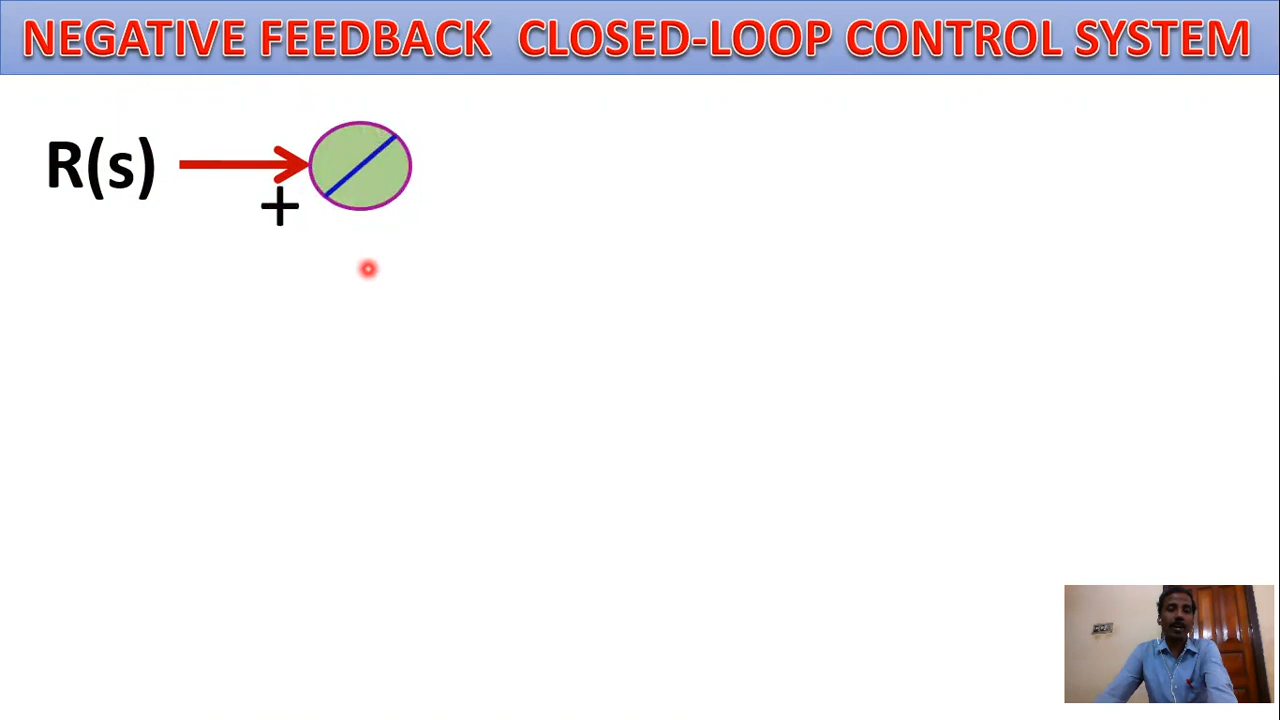 NEGATIVE FEEDBACK CLOSED-LOOP CONTROL SYSTEM
R(s)
+